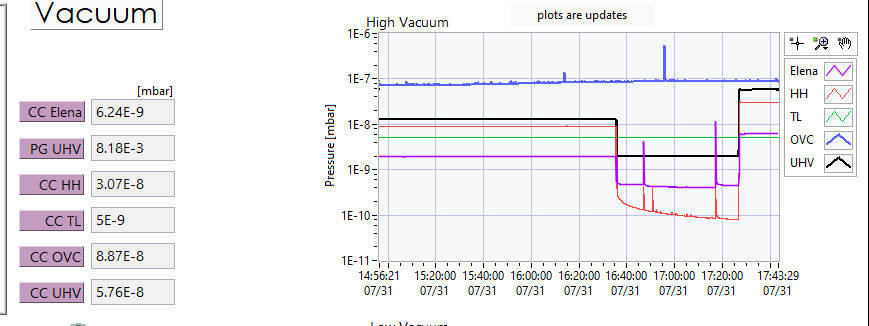 Vacuum
[mbar]
CC Elena 6.24E-9
PG UHV 8.18E-3
CC HH 3.07E-8
CC TL 5E-9
CC OVC 8.87E-8
CC UHV 5.76E-8
plots are updates
High Vacuum
Pressure [mbar]
1E-6
1E-7
1E-8
1E-9
1E-10
1E-11
14:56:21 15:20:00 15:40:00 16:00:00 16:20:00 16:40:00 17:00:00 17:20:00 17:43:29
07/31 07/31 07/31 07/31 07/31 07/31 07/31 07/31 07/31
Elena
HH
TL
OVC
UHV